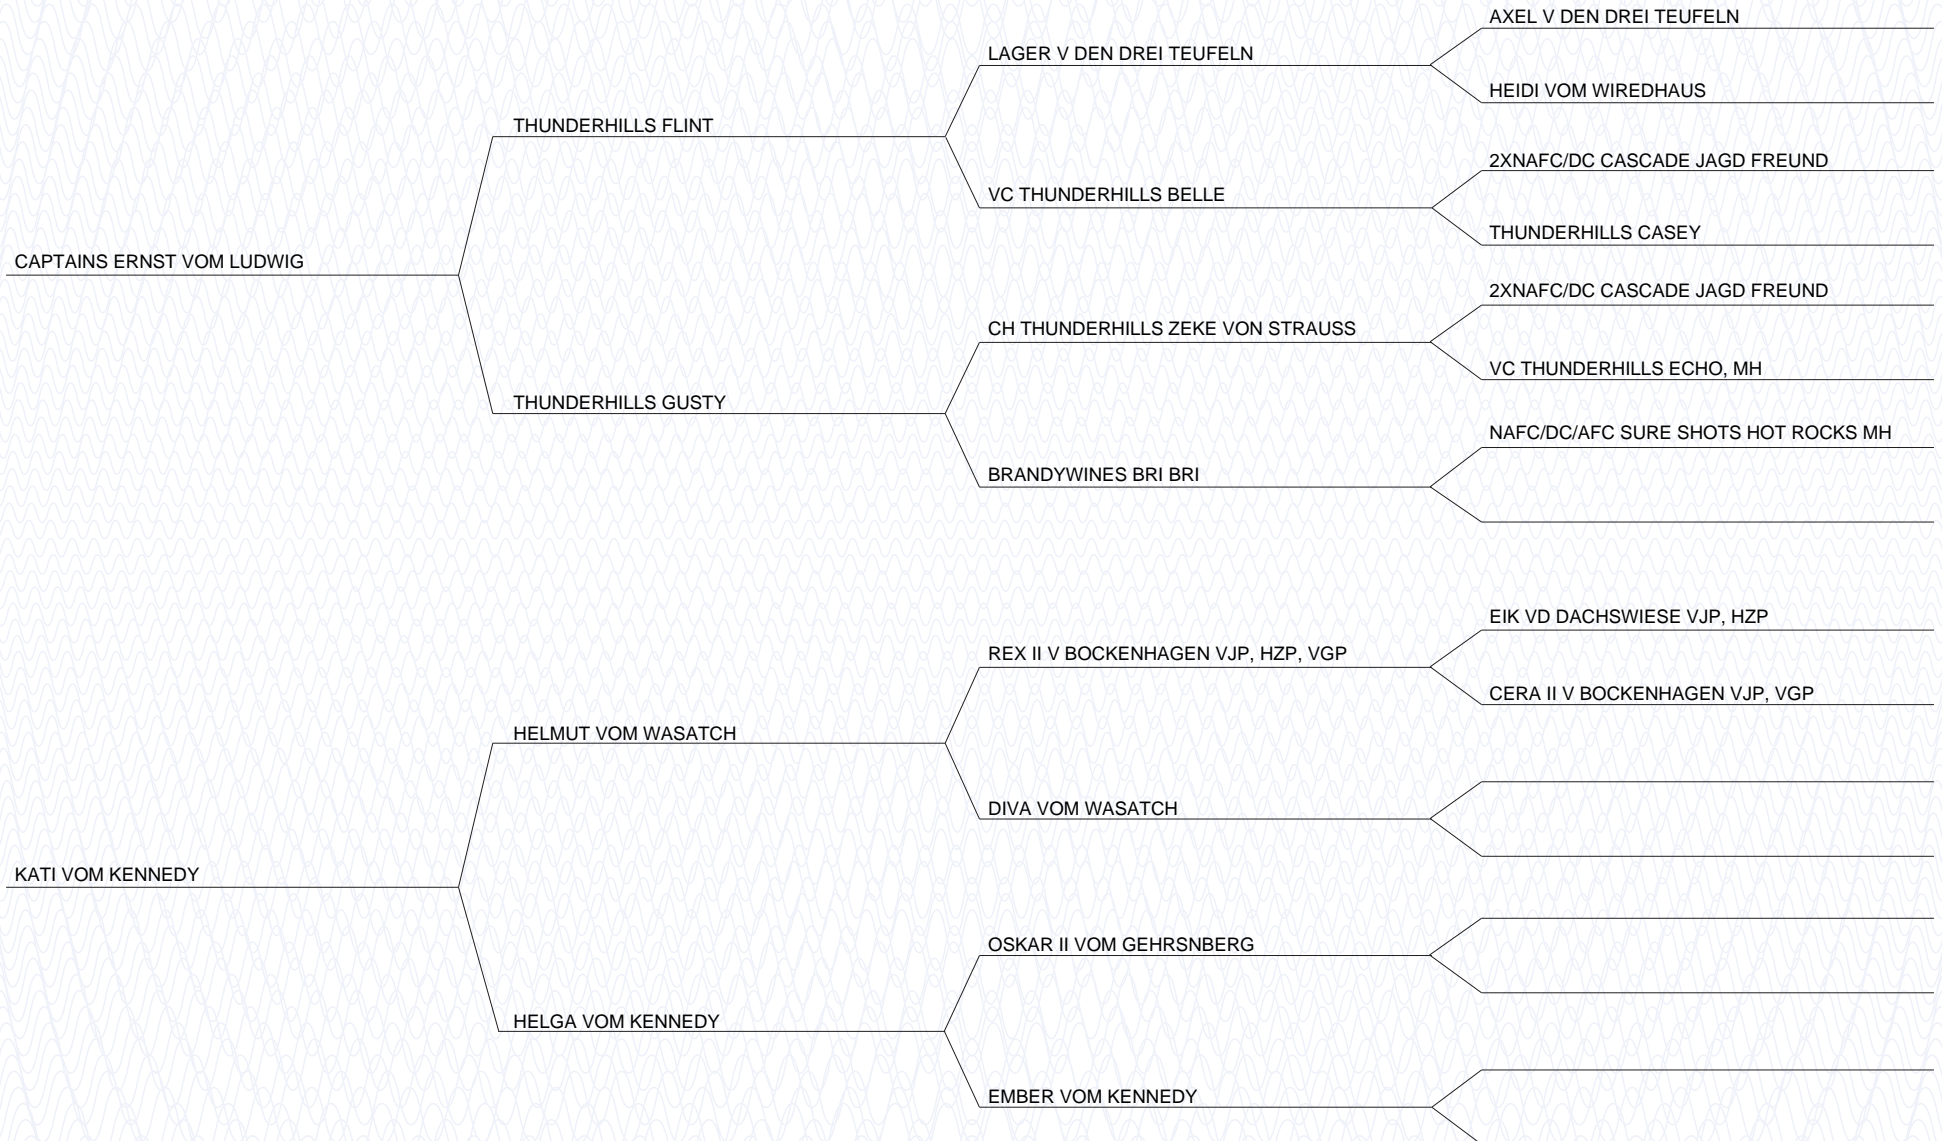 AXEL V DEN DREI TEUFELN
LAGER V DEN DREI TEUFELN
HEIDI VOM WIREDHAUS
THUNDERHILLS FLINT
2XNAFC/DC CASCADE JAGD FREUND
VC THUNDERHILLS BELLE
THUNDERHILLS CASEY
CAPTAINS ERNST VOM LUDWIG
2XNAFC/DC CASCADE JAGD FREUND
CH THUNDERHILLS ZEKE VON STRAUSS
VC THUNDERHILLS ECHO, MH
THUNDERHILLS GUSTY
NAFC/DC/AFC SURE SHOTS HOT ROCKS MH
BRANDYWINES BRI BRI
EIK VD DACHSWIESE VJP, HZP
REX II V BOCKENHAGEN VJP, HZP, VGP
CERA II V BOCKENHAGEN VJP, VGP
HELMUT VOM WASATCH
DIVA VOM WASATCH
KATI VOM KENNEDY
OSKAR II VOM GEHRSNBERG
HELGA VOM KENNEDY
EMBER VOM KENNEDY